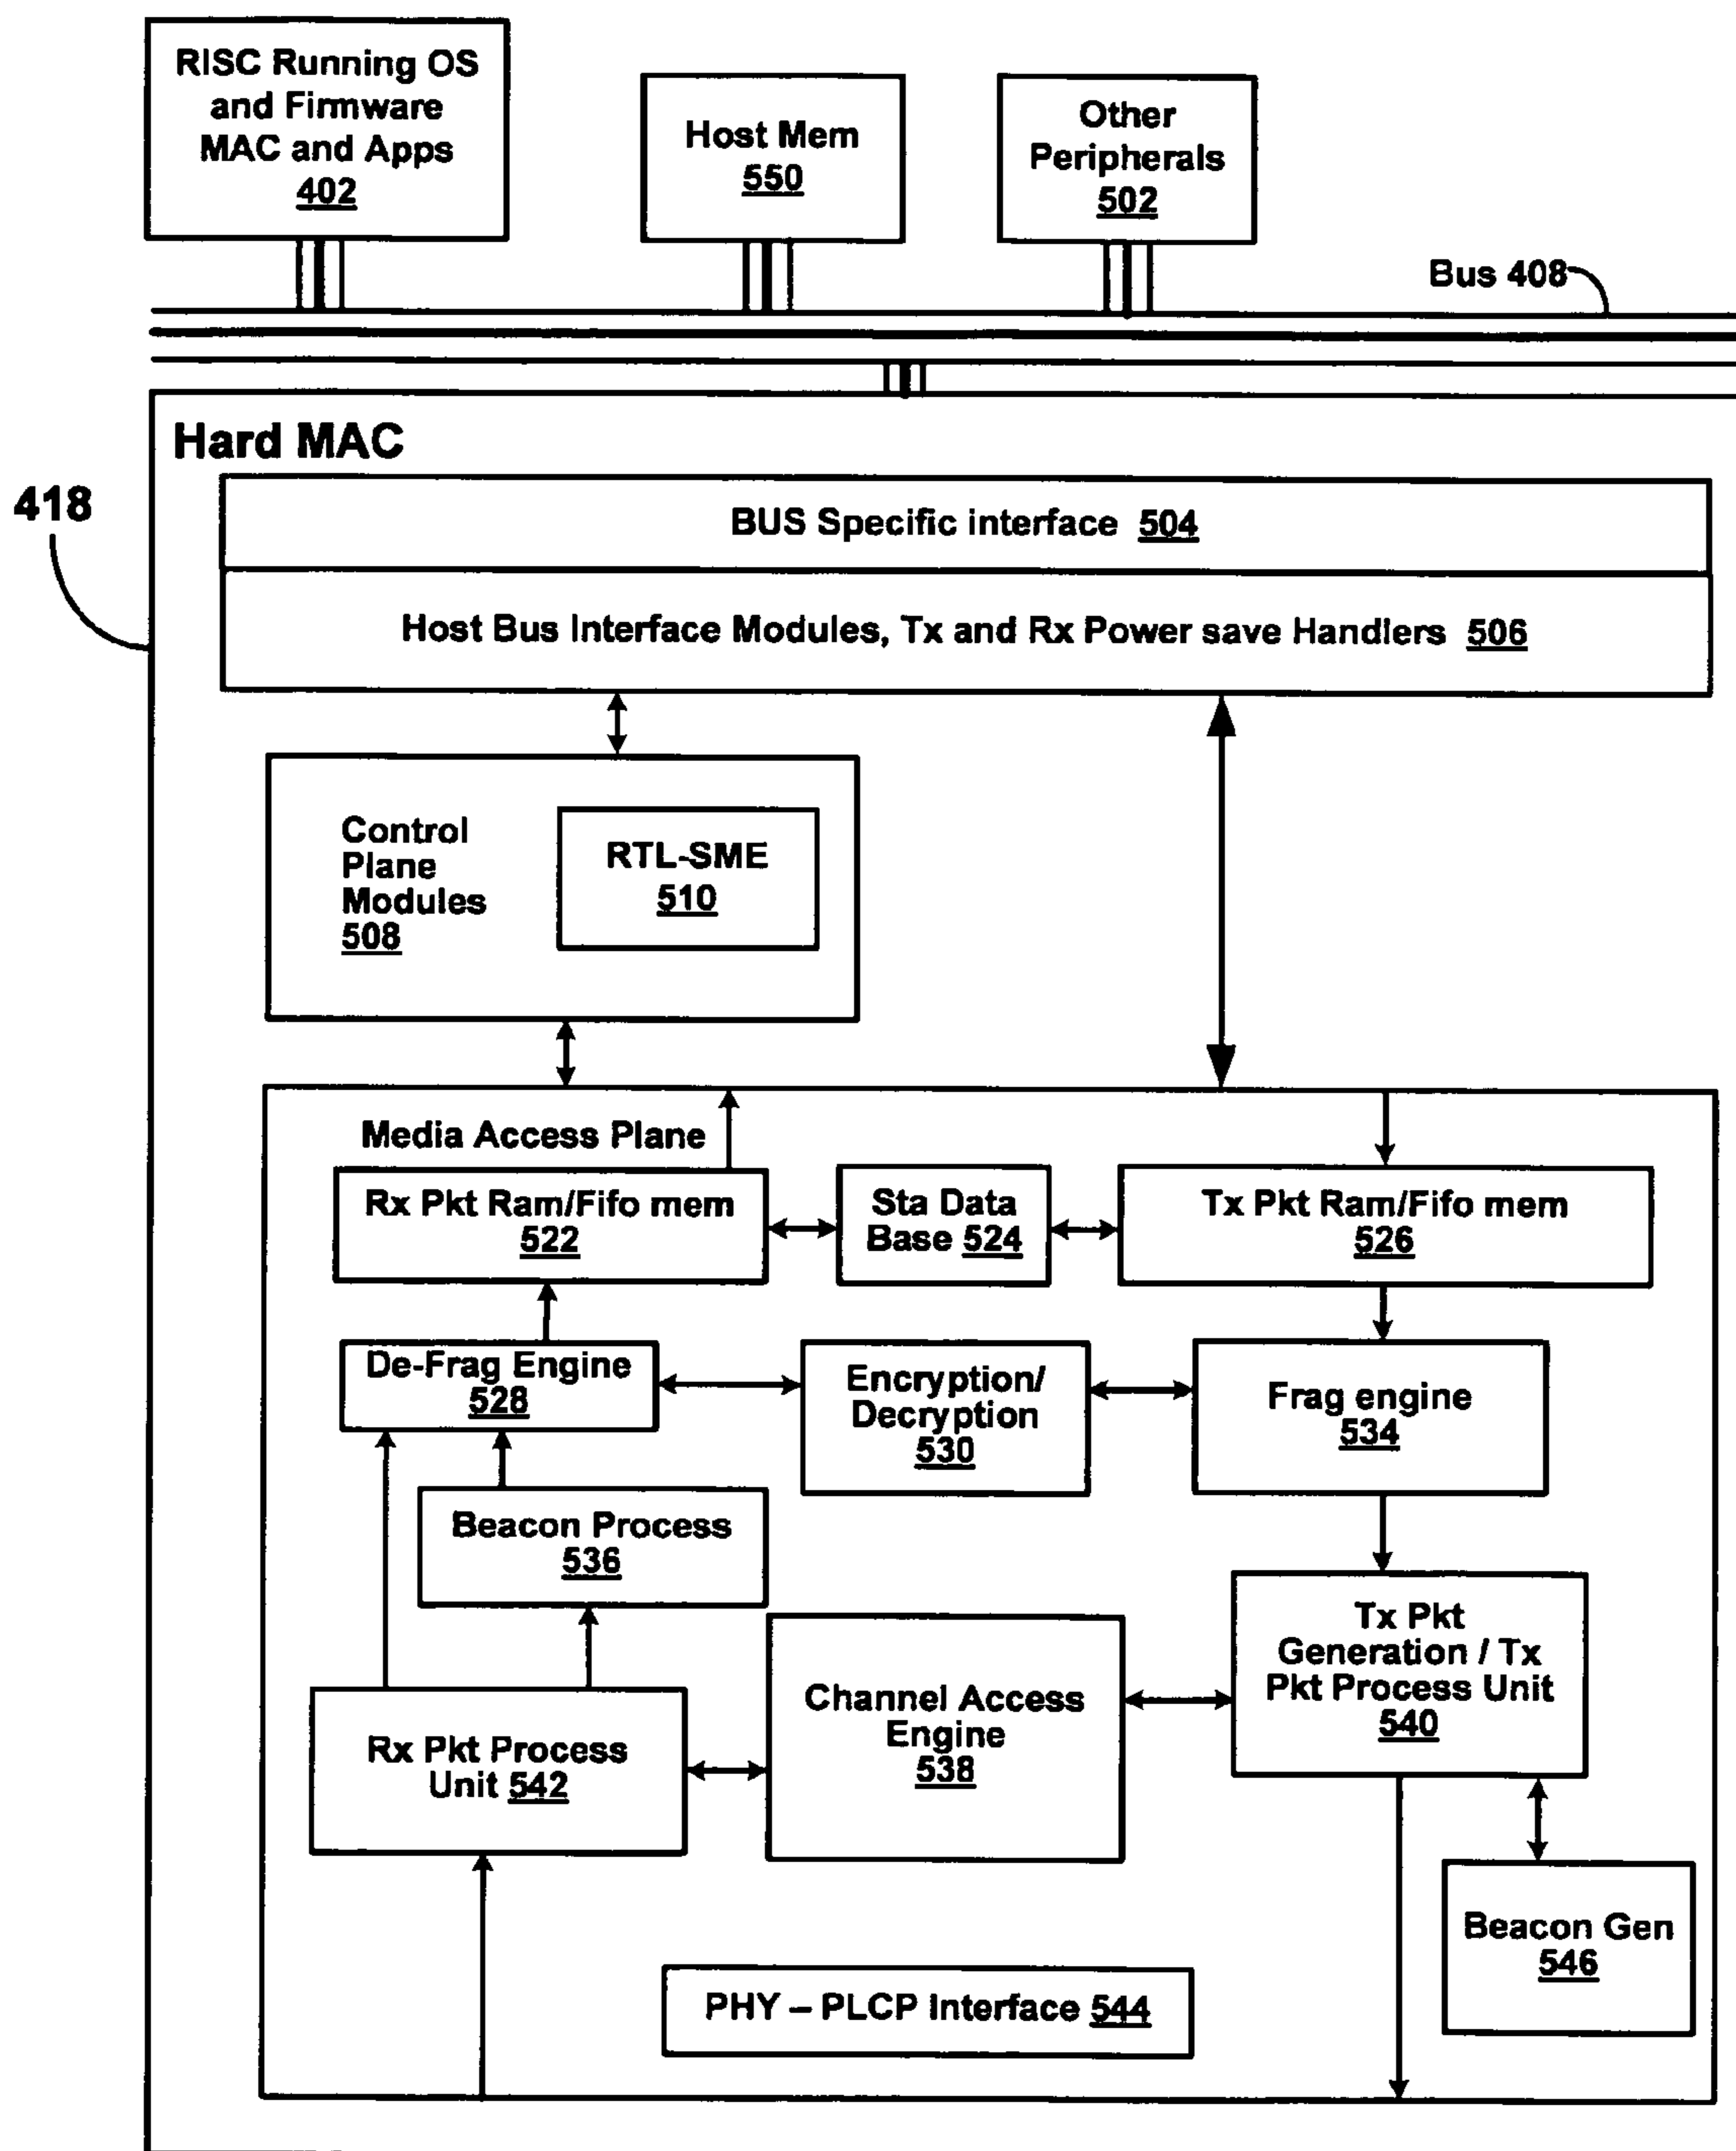 RISC Running OS
and Firmware
MAC and Apps
402
Host Mem
550
Other
Peripherals
502
Bus 408
Hard MAC
418
BUS Specific interface 504
Host Bus Interface Modules, Tx and Rx Power save Handlers 506
Control
Plane
Modules
508
RTL-SME
510
Media Access Plane
Rx Pkt Ram/Fifo mem
522
Sta Data
Base 524
Tx Pkt Ram/Fifo mem
526
De-Frag Engine
528
Encryption/
Decryption
530
Frag engine
534
Beacon Process
536
Tx Pkt
Generation / Tx
Pkt Process Unit
540
Channel Access
Engine
538
Rx Pkt Process
Unit 542
Beacon Gen
546
PHY – PLCP Interface 544